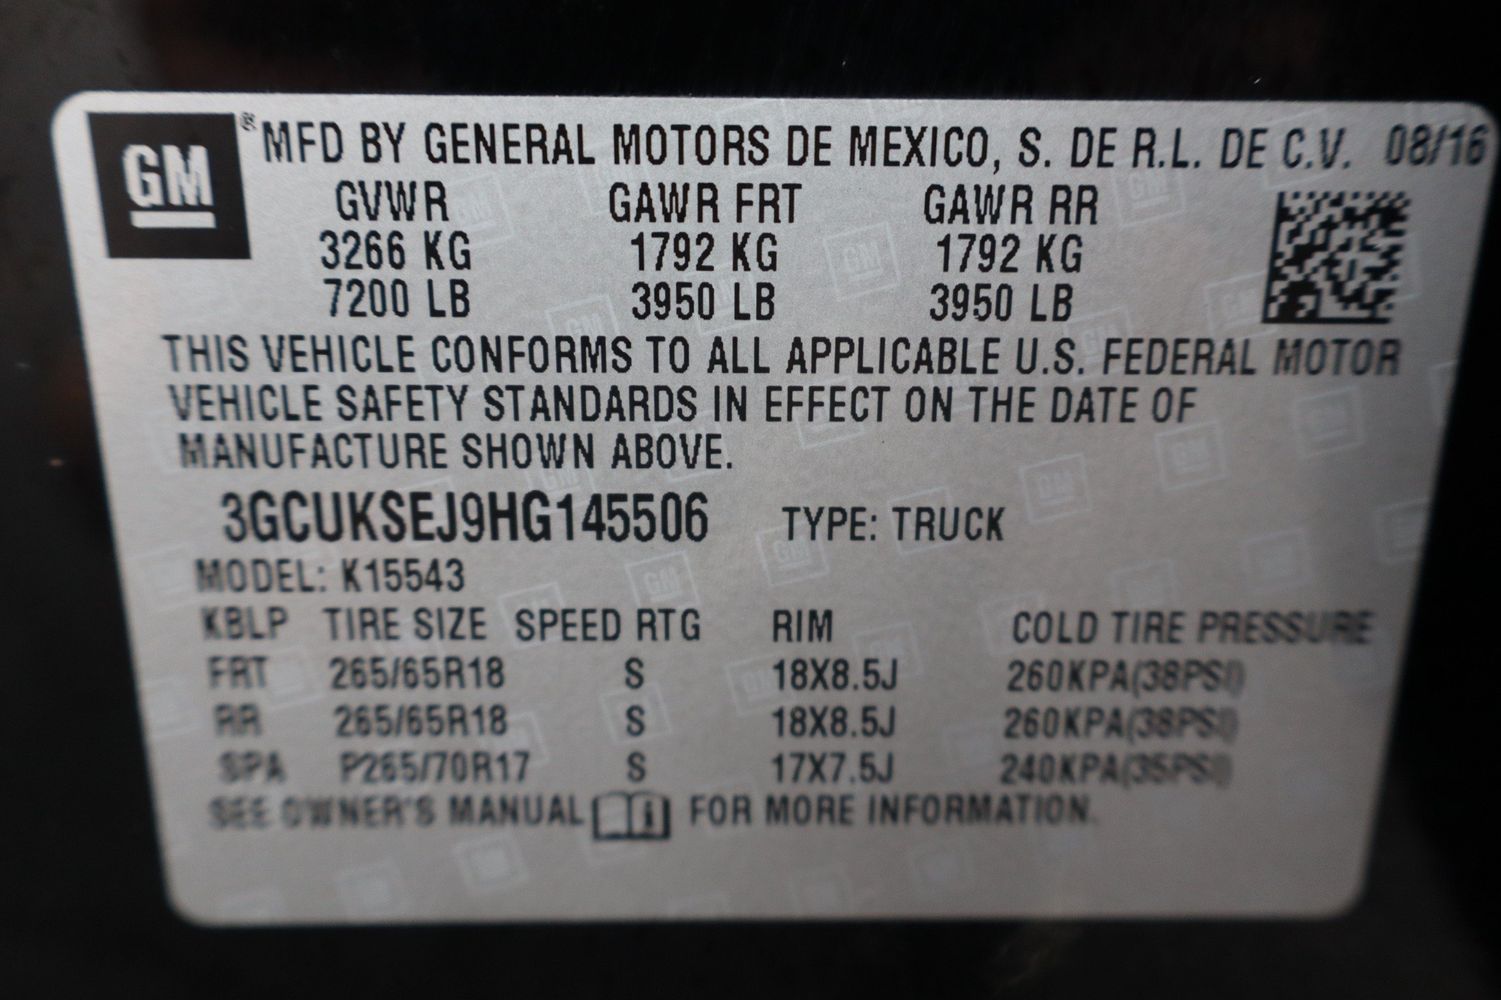 GM ® MFD BY GENERAL MOTORS DE MEXICO, S. DE R.L. DE C.V. 08/16
GVWR GAWR FRT GAWR RR
3266 KG 1792 KG 1792 KG
7200 LB 3950 LB 3950 LB
THIS VEHICLE CONFORMS TO ALL APPLICABLE U.S. FEDERAL MOTOR
VEHICLE SAFETY STANDARDS IN EFFECT ON THE DATE OF
MANUFACTURE SHOWN ABOVE.
3GCUKSEJ9HG145506 TYPE: TRUCK
MODEL: K15543
KBLP TIRE SIZE SPEED RTG RIM COLD TIRE PRESSURE
FRT 265/65R18 S 18X8.5J 260KPA(38PSI)
RR 265/65R18 S 18X8.5J 260KPA(38PSI)
SPA P265/70R17 S 17X7.5J 240KPA(35PSI)
SEE OWNER'S MANUAL FOR MORE INFORMATION.